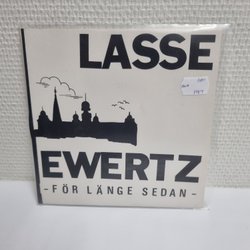 LASSE
EWERTZ
- FÖR LÄNGE SEDAN -